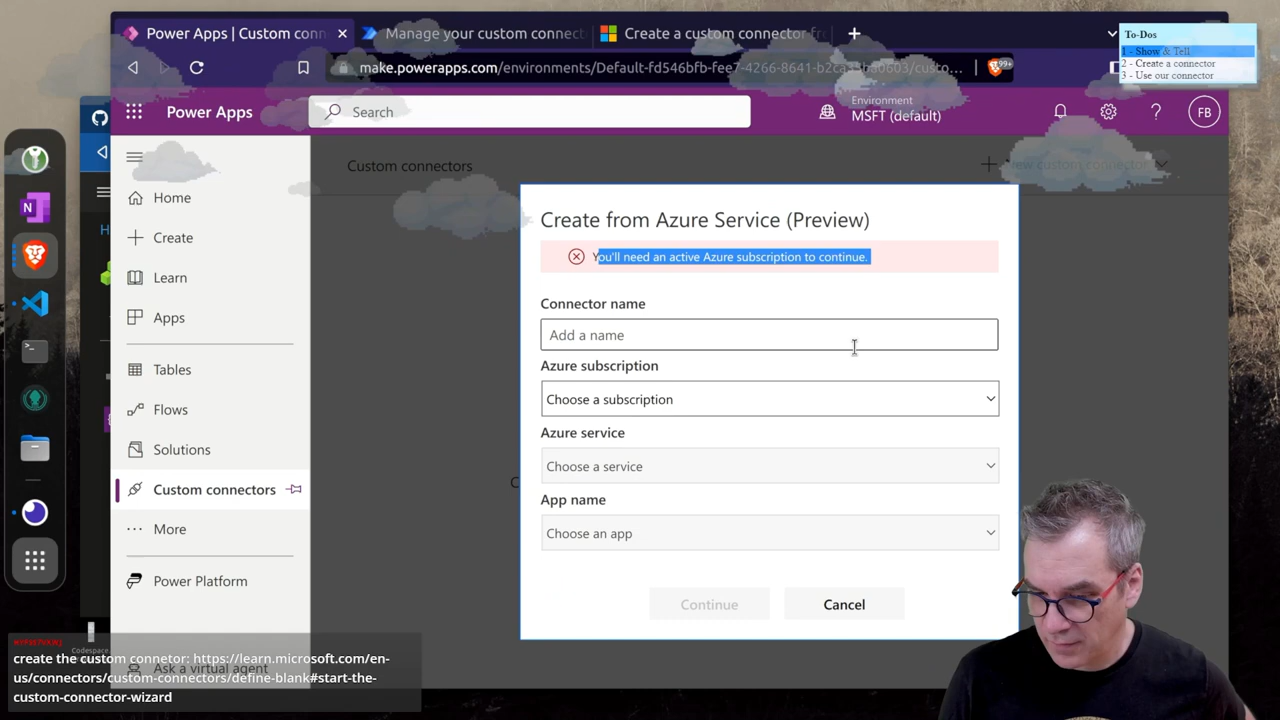 Power Apps | Custom conn
Manage your custom connect
Create a custom connector fr
To-Dos
1 - Show & Tell
2 - Create a connector
3 - Use our connector
make.powerapps.com/environments/Default-fd546bfb-fee7-4266-8641-b2ca
99+
Power Apps
Search
Environment
MSFT (default)
FB
Custom connectors
New custom connector
Home
Create
Learn
Apps
Tables
Flows
Solutions
Custom connectors
More
Power Platform
Ask a virtual agent
Create from Azure Service (Preview)
You'll need an active Azure subscription to continue.
Connector name
Add a name
Azure subscription
Choose a subscription
Azure service
Choose a service
App name
Choose an app
Continue
Cancel
create the custom connetor: https://learn.microsoft.com/en-
us/connectors/custom-connectors/define-blank#start-the-
custom-connector-wizard